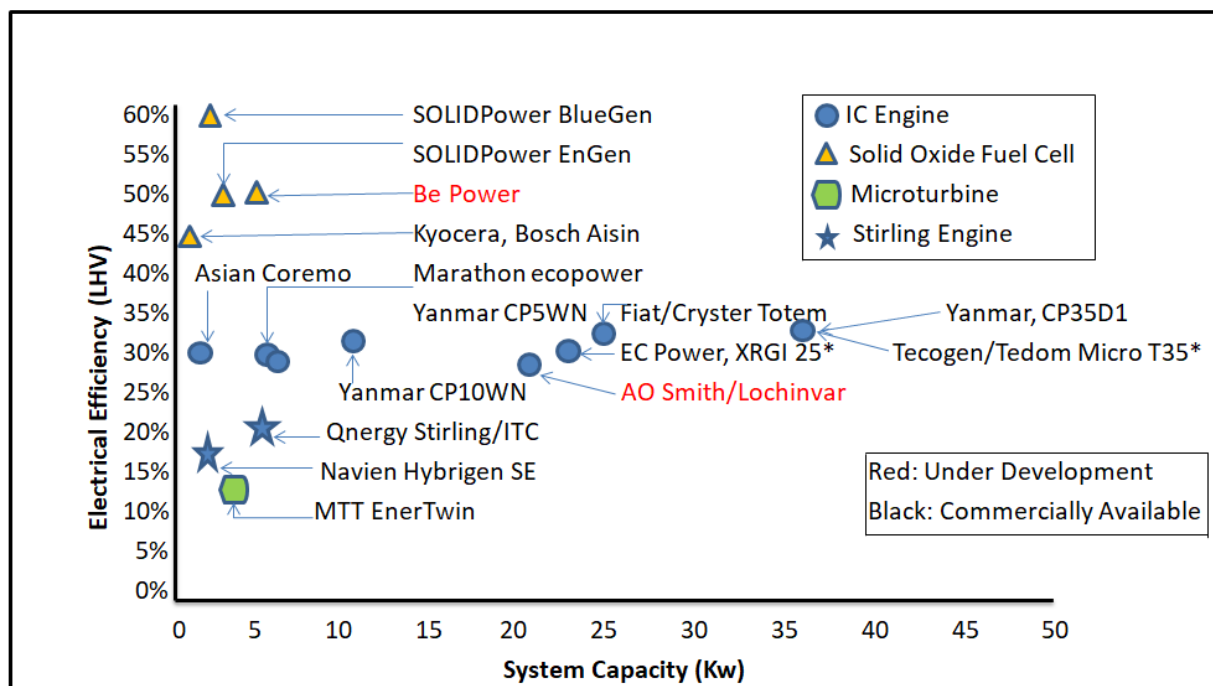 60%
SOLIDPower BlueGen
IC Engine
55%
SOLIDPower EnGen
Solid Oxide Fuel Cell
50%
Be Power
Microturbine
45%
Kyocera, Bosch Aisin
Stirling Engine
40%
Asian Coremo
Marathon ecopower
35%
Yanmar CP5WN
Fiat/Cryster Totem
Yanmar, CP35D1
30%
EC Power, XRGI 25*
Tecogen/Tedom Micro T35*
25%
Yanmar CP10WN
AO Smith/Lochinvar
20%
Qnergy Stirling/ITC
15%
Navien Hybrigen SE
Red: Under Development
10%
MTT EnerTwin
Black: Commercially Available
5%
0%
Electrical Efficiency (LHV)
0 5 10 15 20 25 30 35 40 45 50
System Capacity (Kw)